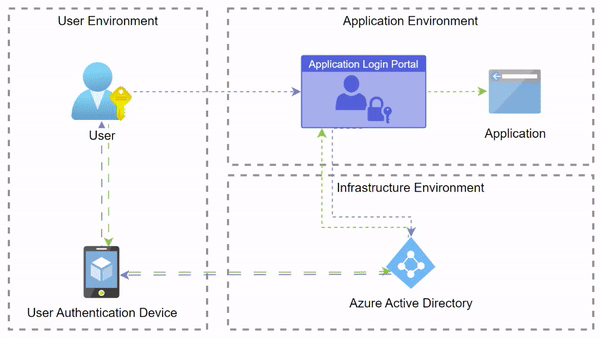 User Environment
Application Environment
Application Login Portal
User
Application
Infrastructure Environment
User Authentication Device
Azure Active Directory